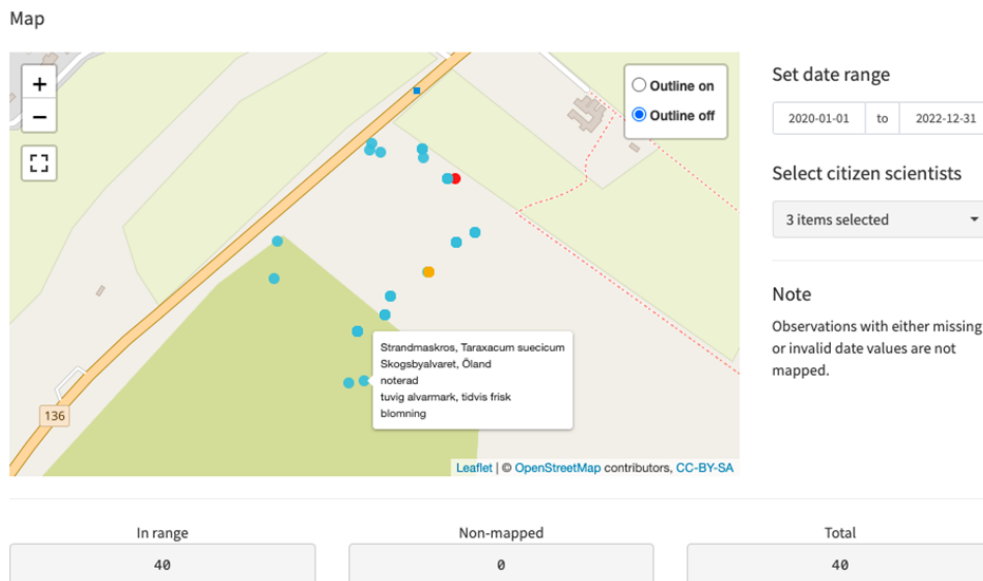 Map
+
−
Outline on
Outline off
Set date range
2020-01-01 to 2022-12-31
Select citizen scientists
3 items selected
Note
Observations with either missing
or invalid date values are not
mapped.
Strandmaskros, Taraxacum suecicum
Skogsbyalvaret, Öland
noterad
tuvig alvarmark, tidvis frisk
blomning
136
Leaflet | © OpenStreetMap contributors, CC-BY-SA
In range
40
Non-mapped
0
Total
40